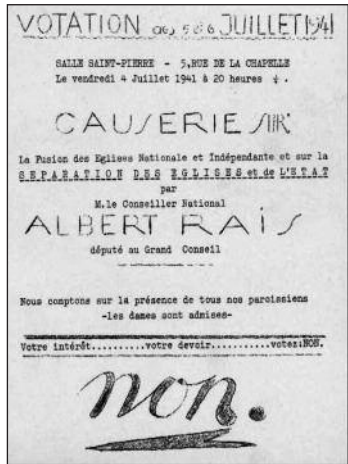 VOTATION des 5 & 6 JUILLET 1941
SALLE SAINT-PIERRE - 5,RUE DE LA CHAPELLE
Le vendredi 4 Juillet 1941 à 20 heures ¼ .
CAUSERIE SUR
La Fusion des Eglises Nationale et Indépendante et sur la
SEPARATION DES EGLISES et de L'ETAT
par
M.le Conseiller National
ALBERT RAIS
député au Grand Conseil
Nous comptons sur la présence de tous nos paroissiens
-les dames sont admises-
Votre intérêt............votre devoir............votez:NON.
non.